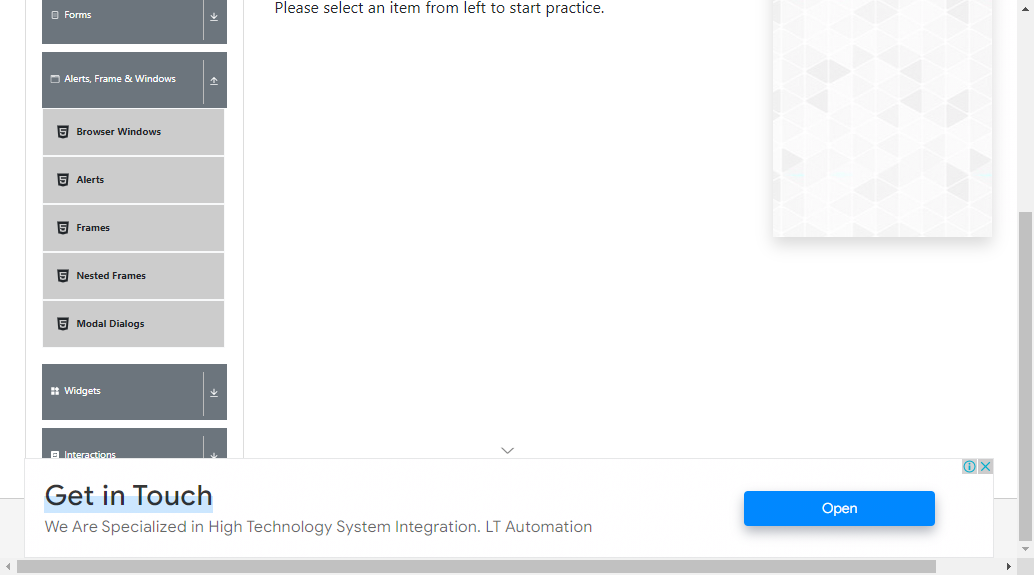 Please select an item from left to start practice.
Forms
Alerts, Frame & Windows
Browser Windows
Alerts
Frames
Nested Frames
Modal Dialogs
Widgets
Interactions
Get in Touch
We Are Specialized in High Technology System Integration. LT Automation
Open